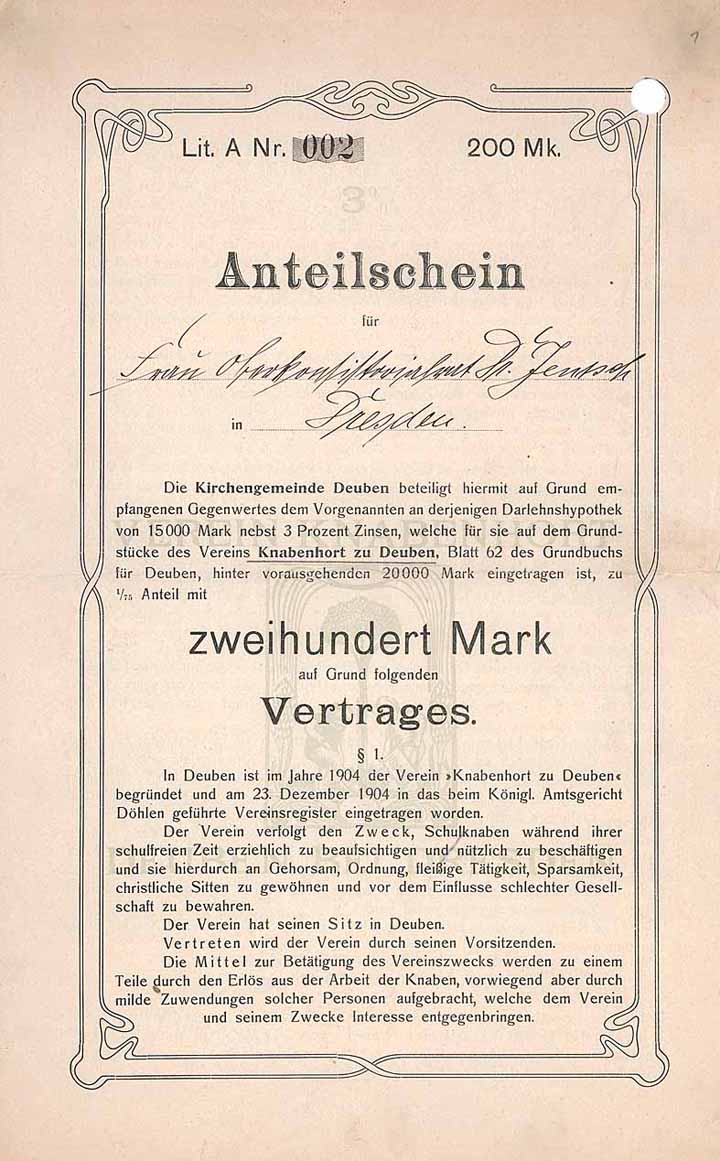 Lit. A Nr. 002 200 Mk.
3%
Anteilschein
für
Frau Oberkonsistorialrat Dr. Jentsch
in Dresden.
Die Kirchengemeinde Deuben beteiligt hiermit auf Grund em-
pfangenen Gegenwertes dem Vorgenannten an derjenigen Darlehnshypothek
von 15000 Mark nebst 3 Prozent Zinsen, welche für sie auf dem Grund-
stücke des Vereins Knabenhort zu Deuben, Blatt 62 des Grundbuchs
für Deuben, hinter vorausgehenden 20000 Mark eingetragen ist, zu
1/75 Anteil mit
zweihundert Mark
auf Grund folgenden
Vertrages.
§ 1.
In Deuben ist im Jahre 1904 der Verein »Knabenhort zu Deuben«
begründet und am 23. Dezember 1904 in das beim Königl. Amtsgericht
Döhlen geführte Vereinsregister eingetragen worden.
Der Verein verfolgt den Zweck, Schulknaben während ihrer
schulfreien Zeit erziehlich zu beaufsichtigen und nützlich zu beschäftigen
und sie hierdurch an Gehorsam, Ordnung, fleißige Tätigkeit, Sparsamkeit,
christliche Sitten zu gewöhnen und vor dem Einflusse schlechter Gesell-
schaft zu bewahren.
Der Verein hat seinen Sitz in Deuben.
Vertreten wird der Verein durch seinen Vorsitzenden.
Die Mittel zur Betätigung des Vereinszwecks werden zu einem
Teile durch den Erlös aus der Arbeit der Knaben, vorwiegend aber durch
milde Zuwendungen solcher Personen aufgebracht, welche dem Verein
und seinem Zwecke Interesse entgegenbringen.